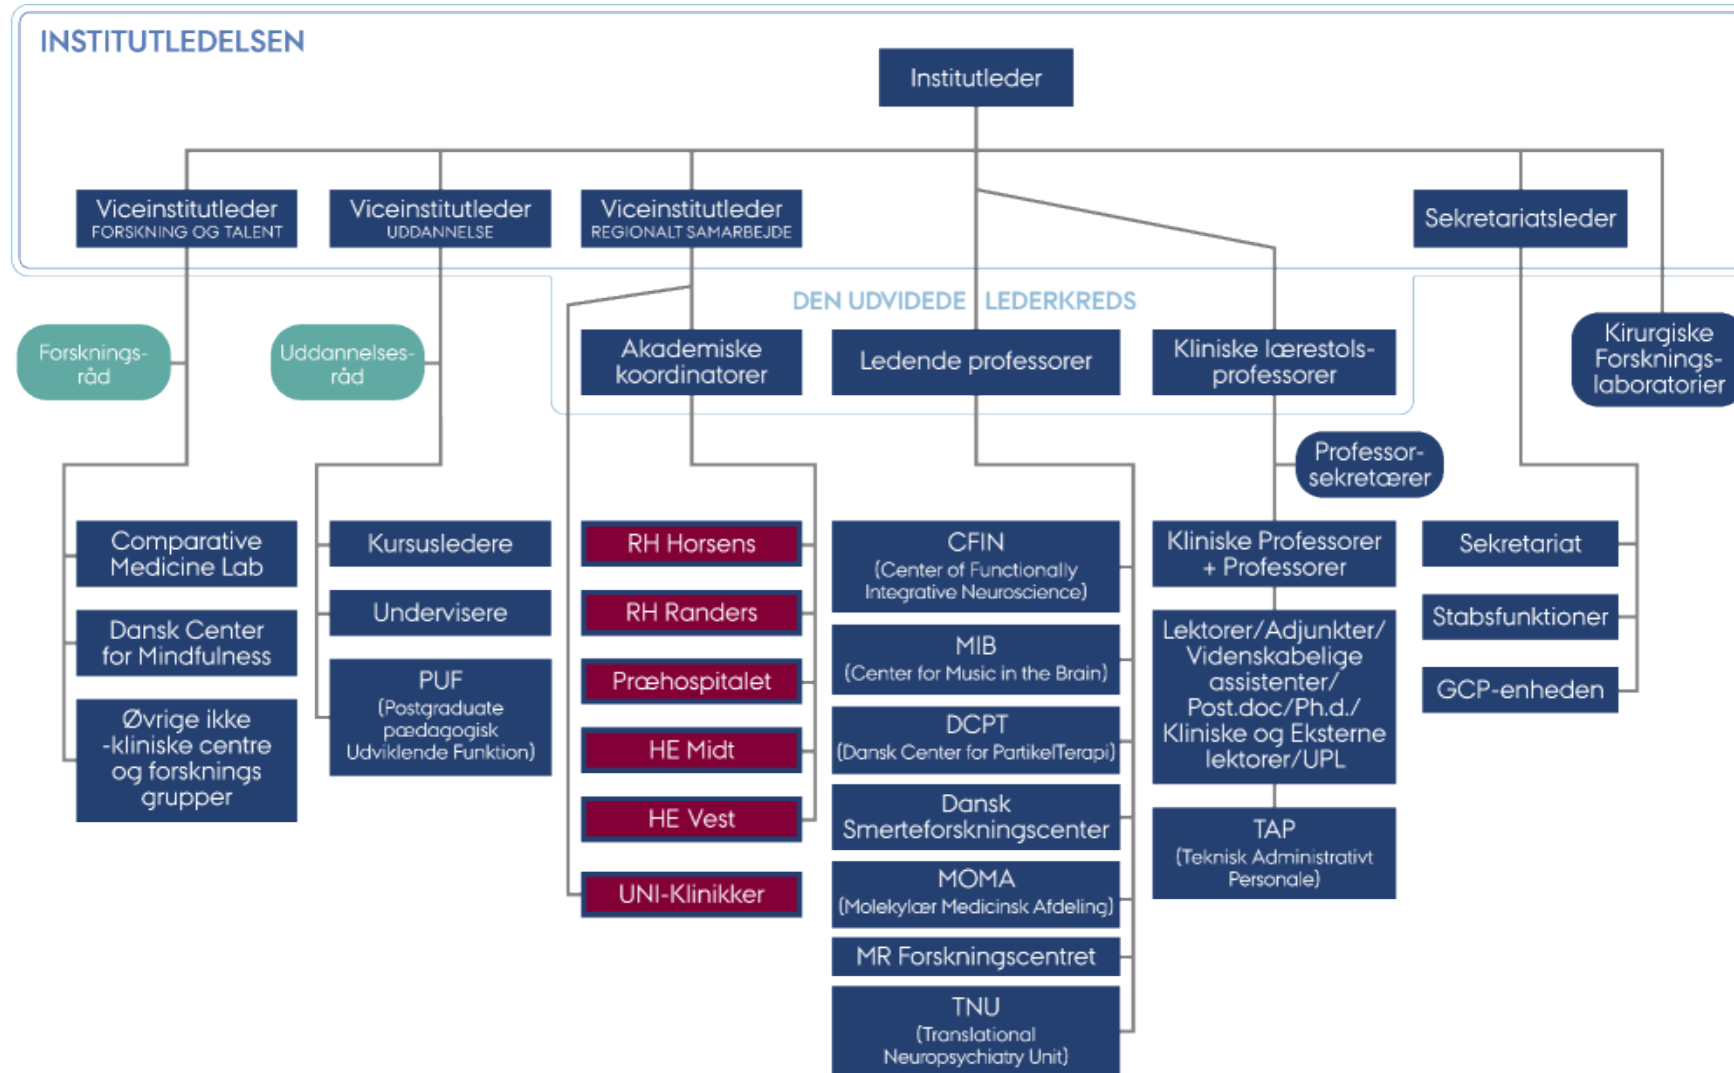 INSTITUTLEDELSEN
Institutleder
Viceinstitutleder
FORSKNING OG TALENT
Viceinstitutleder
UDDANNELSE
Viceinstitutleder
REGIONALT SAMARBEJDE
Sekretariatsleder
DEN UDVIDEDE LEDERKREDS
Forsknings-
råd
Uddannelses-
råd
Akademiske
koordinatorer
Ledende professorer
Kliniske lærestols-
professorer
Kirurgiske
Forsknings-
laboratorier
Professor-
sekretærer
Comparative
Medicine Lab
Dansk Center
for Mindfulness
Øvrige ikke
-kliniske centre
og forsknings
grupper
Kursusledere
Undervisere
PUF
(Postgraduate
pædagogisk
Udviklende Funktion)
RH Horsens
RH Randers
Præhospitalet
HE Midt
HE Vest
UNI-Klinikker
CFIN
(Center of Functionally
Integrative Neuroscience)
MIB
(Center for Music in the Brain)
DCPT
(Dansk Center for PartikelTerapi)
Dansk
Smerteforskningscenter
MOMA
(Molekylær Medicinsk Afdeling)
MR Forskningscentret
TNU
(Translational
Neuropsychiatry Unit)
Kliniske Professorer
+ Professorer
Lektorer/Adjunkter/
Videnskabelige
assistenter/
Post.doc/Ph.d./
Kliniske og Eksterne
lektorer/UPL
TAP
(Teknisk Administrativt
Personale)
Sekretariat
Stabsfunktioner
GCP-enheden